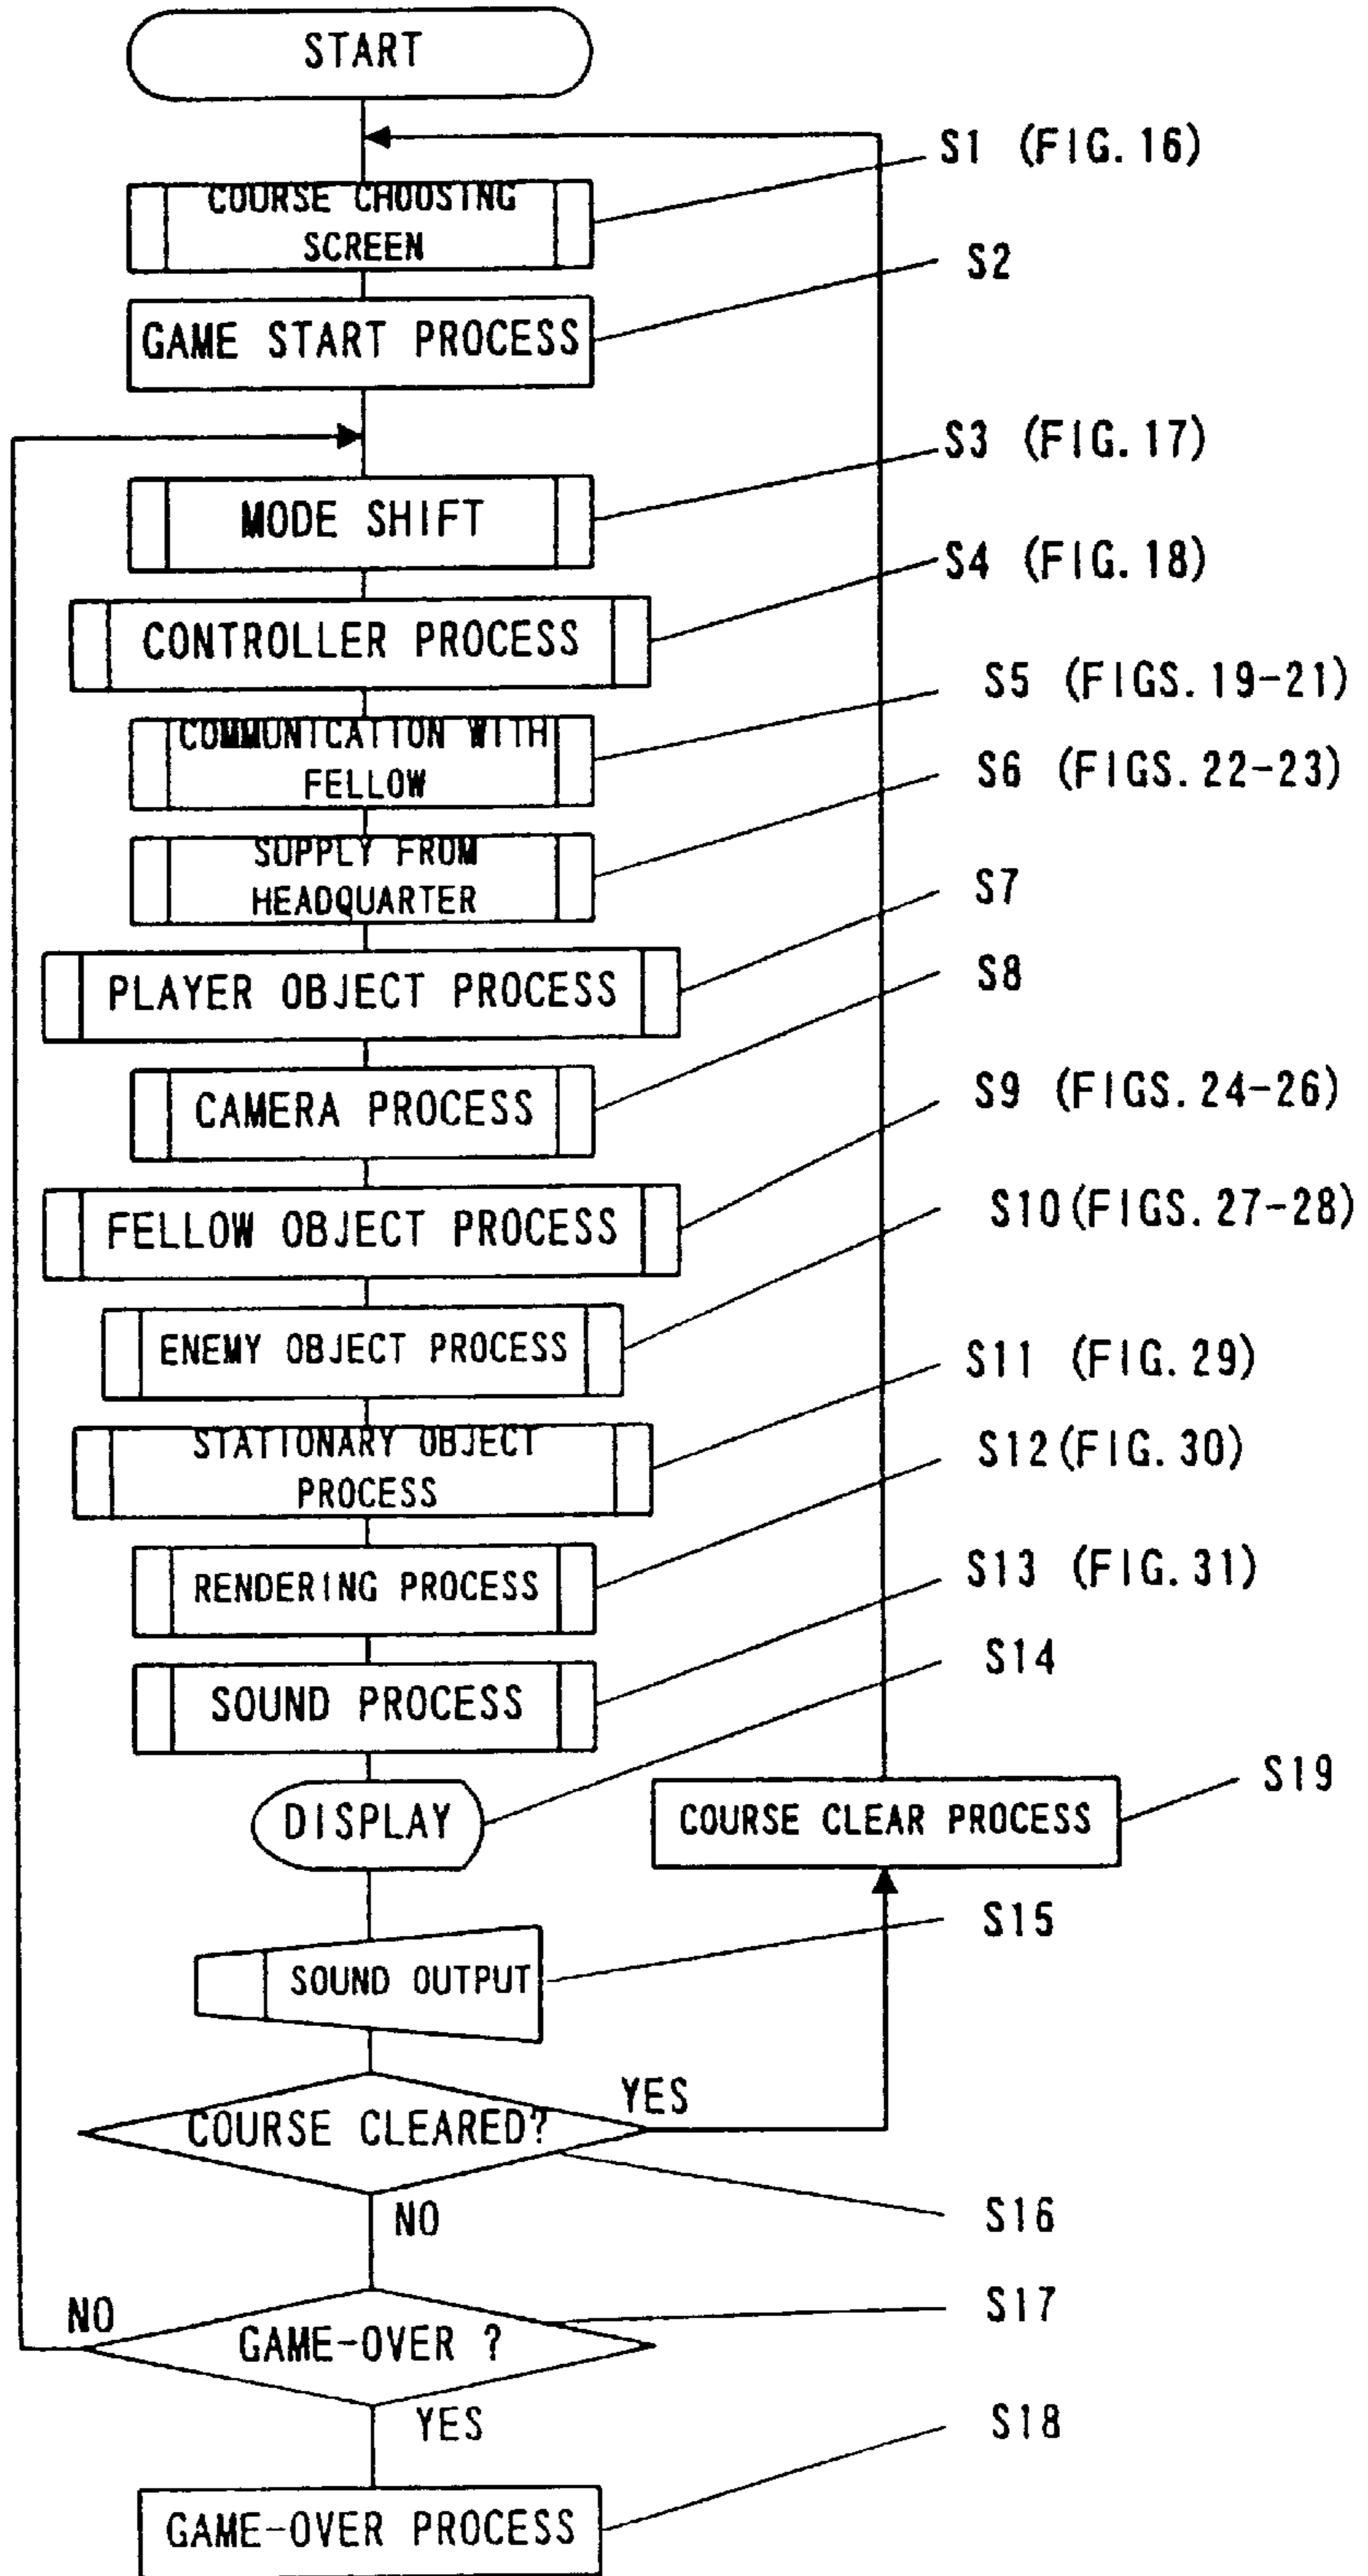 START
S1 (FIG.16)
COURSE CHOOSING
SCREEN
S2
GAME START PROCESS
S3 (FIG.17)
MODE SHIFT
S4 (FIG.18)
CONTROLLER PROCESS
S5 (FIGS.19-21)
COMMUNICATION WITH
FELLOW
S6 (FIGS.22-23)
SUPPLY FROM
HEADQUARTER
S7
PLAYER OBJECT PROCESS
S8
CAMERA PROCESS
S9 (FIGS.24-26)
FELLOW OBJECT PROCESS
S10(FIGS.27-28)
ENEMY OBJECT PROCESS
S11 (FIG.29)
STATIONARY OBJECT
PROCESS
S12(FIG.30)
RENDERING PROCESS
S13 (FIG.31)
SOUND PROCESS
S14
DISPLAY
S19
COURSE CLEAR PROCESS
S15
SOUND OUTPUT
YES
COURSE CLEARED?
S16
NO
S17
NO
GAME-OVER ?
YES
S18
GAME-OVER PROCESS